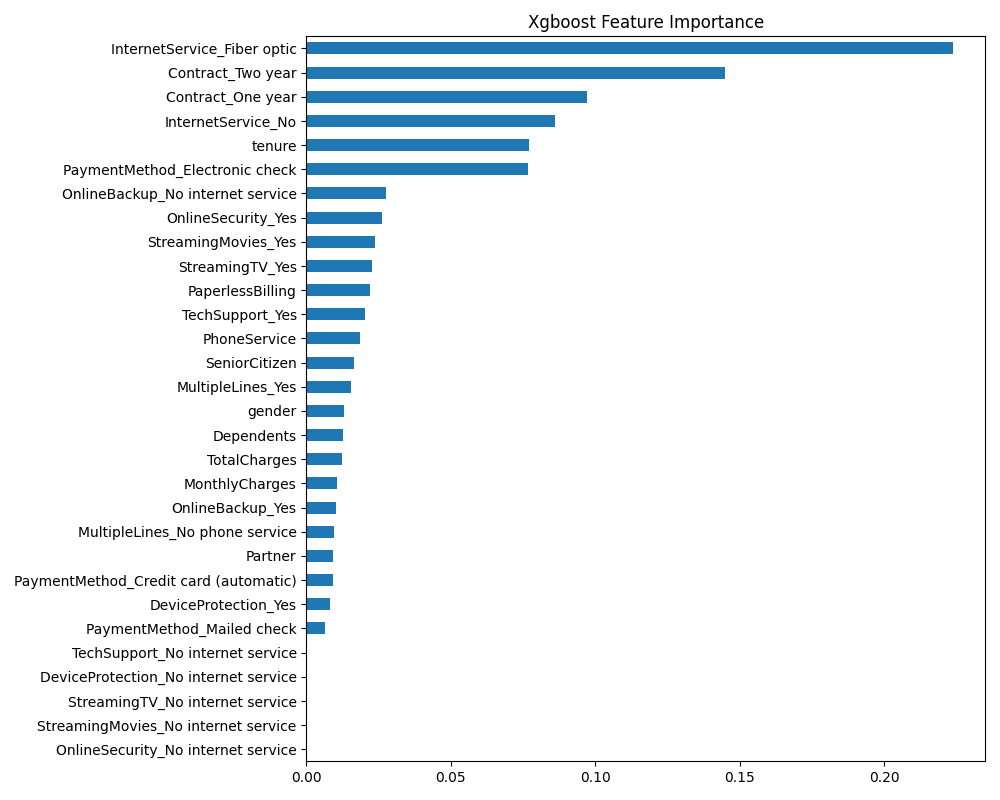 Xgboost Feature Importance
InternetService_Fiber optic
Contract_Two year
Contract_One year
InternetService_No
tenure
PaymentMethod_Electronic check
OnlineBackup_No internet service
OnlineSecurity_Yes
StreamingMovies_Yes
StreamingTV_Yes
PaperlessBilling
TechSupport_Yes
PhoneService
SeniorCitizen
MultipleLines_Yes
gender
Dependents
TotalCharges
MonthlyCharges
OnlineBackup_Yes
MultipleLines_No phone service
Partner
PaymentMethod_Credit card (automatic)
DeviceProtection_Yes
PaymentMethod_Mailed check
TechSupport_No internet service
DeviceProtection_No internet service
StreamingTV_No internet service
StreamingMovies_No internet service
OnlineSecurity_No internet service
0.00 0.05 0.10 0.15 0.20